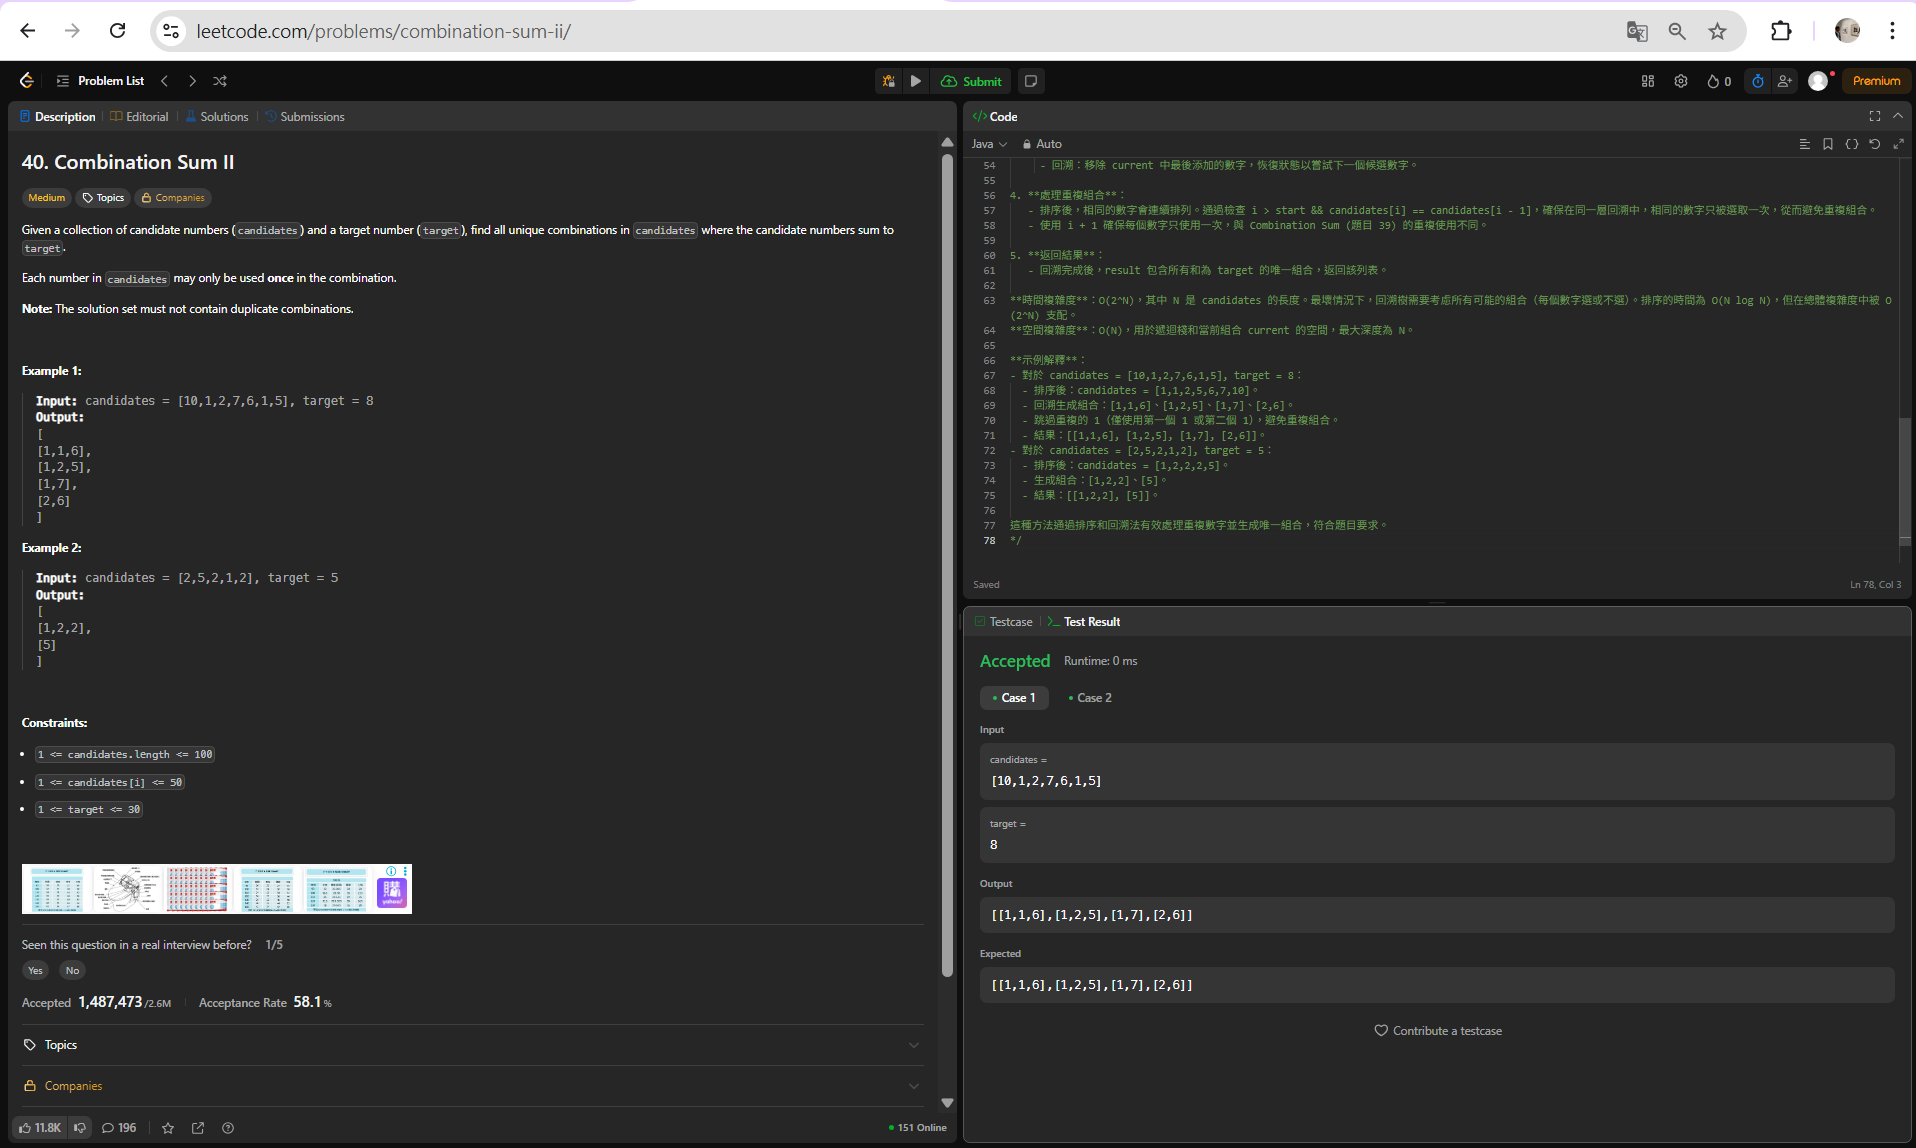 leetcode.com/problems/combination-sum-ii/
Problem List
Submit
0
Premium
Description
Editorial
Solutions
Submissions
40. Combination Sum II
Medium
Topics
Companies
Given a collection of candidate numbers (candidates) and a target number (target), find all unique combinations in candidates where the candidate numbers sum to
target.
Each number in candidates may only be used once in the combination.
Note: The solution set must not contain duplicate combinations.
Example 1:
Input: candidates = [10,1,2,7,6,1,5], target = 8
Output:
[
[1,1,6],
[1,2,5],
[1,7],
[2,6]
]
Example 2:
Input: candidates = [2,5,2,1,2], target = 5
Output:
[
[1,2,2],
[5]
]
Constraints:
1 <= candidates.length <= 100
1 <= candidates[i] <= 50
1 <= target <= 30
購
yahoo!
Seen this question in a real interview before? 1/5
Yes No
Accepted 1,487,473 /2.6M Acceptance Rate 58.1 %
Topics
Companies
11.8K
196
151 Online
Code
Java
Auto
54 - 回溯：移除 current 中最後添加的數字，恢復狀態以嘗試下一個候選數字。
55
56 4. **處理重複組合**：
57 - 排序後，相同的數字會連續排列。通過檢查 i > start && candidates[i] == candidates[i - 1]，確保在同一層回溯中，相同的數字只被選取一次，從而避免重複組合。
58 - 使用 i + 1 確保每個數字只使用一次，與 Combination Sum (題目 39) 的重複使用不同。
59
60 5. **返回結果**：
61 - 回溯完成後，result 包含所有和為 target 的唯一組合，返回該列表。
62
63 **時間複雜度**：O(2^N)，其中 N 是 candidates 的長度。最壞情況下，回溯樹需要考慮所有可能的組合（每個數字選或不選）。排序的時間為 O(N log N)，但在總體複雜度中被 O
(2^N) 支配。
64 **空間複雜度**：O(N)，用於遞迴棧和當前組合 current 的空間，最大深度為 N。
65
66 **示例解釋**：
67 - 對於 candidates = [10,1,2,7,6,1,5], target = 8：
68 - 排序後：candidates = [1,1,2,5,6,7,10]。
69 - 回溯生成組合：[1,1,6]、[1,2,5]、[1,7]、[2,6]。
70 - 跳過重複的 1（僅使用第一個 1 或第二個 1），避免重複組合。
71 - 結果：[[1,1,6], [1,2,5], [1,7], [2,6]]。
72 - 對於 candidates = [2,5,2,1,2], target = 5：
73 - 排序後：candidates = [1,2,2,2,5]。
74 - 生成組合：[1,2,2]、[5]。
75 - 結果：[[1,2,2], [5]]。
76
77 這種方法通過排序和回溯法有效處理重複數字並生成唯一組合，符合題目要求。
78 */
Saved
Ln 78, Col 3
Testcase
Test Result
Accepted Runtime: 0 ms
Case 1 Case 2
Input
candidates =
[10,1,2,7,6,1,5]
target =
8
Output
[[1,1,6],[1,2,5],[1,7],[2,6]]
Expected
[[1,1,6],[1,2,5],[1,7],[2,6]]
Contribute a testcase